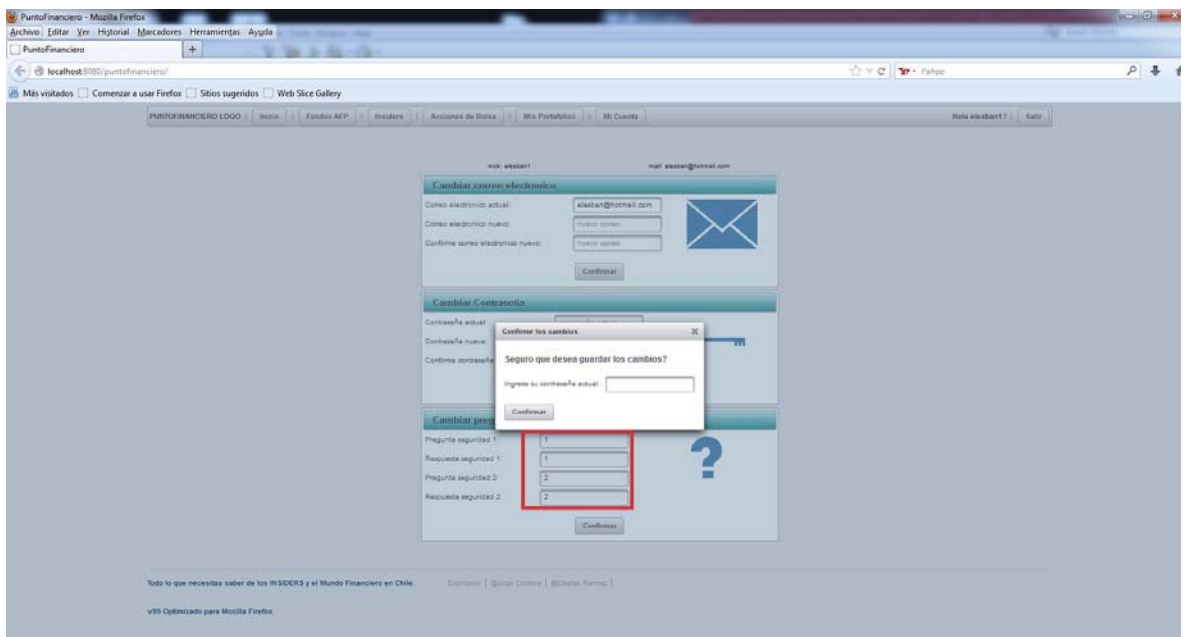 PuntoFinanciero - Mozilla Firefox
Archivo Editar Ver Historial Marcadores Herramientas Ayuda
PuntoFinanciero +
localhost:8080/puntofinanciero/
Yahoo
Más visitados Comenzar a usar Firefox Sitios sugeridos Web Slice Gallery
PUNTOFINANCIERO LOGO | Inicio | Fondos AFP | Insiders | Acciones de Bolsa | Mis Portafolios | Mi Cuenta
Hola elesban1 ! | Salir
nick: elesban1 mail: elesban@hotmail.com
Cambiar correo electronico
Correo electronico actual: elesban@hotmail.com
Correo electronico nuevo: nuevo correo
Confirme correo electronico nuevo: nuevo correo
Confirmar
Cambiar Contraseña
Contraseña actual:
Contraseña nueva:
Confirme contraseña
Confirme los cambios
Seguro que desea guardar los cambios?
Ingrese su contraseña actual :
Confirmar
Cambiar preg
Pregunta seguridad 1: 1
Respuesta seguridad 1: 1
Pregunta seguridad 2: 2
Respuesta seguridad 2: 2
Confirmar
Todo lo que necesitas saber de los INSIDERS y el Mundo Financiero en Chile.
v99 Optimizado para Mozilla Firefox